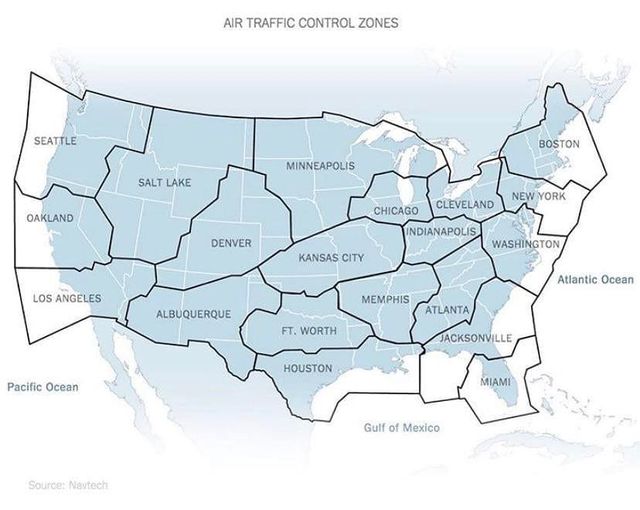 AIR TRAFFIC CONTROL ZONES
SEATTLE
BOSTON
MINNEAPOLIS
SALT LAKE
NEW YORK
CHICAGO
CLEVELAND
OAKLAND
INDIANAPOLIS
DENVER
WASHINGTON
KANSAS CITY
Atlantic Ocean
LOS ANGELES
MEMPHIS
ALBUQUERQUE
ATLANTA
FT. WORTH
JACKSONVILLE
HOUSTON
MIAMI
Pacific Ocean
Gulf of Mexico
Source: Navtech